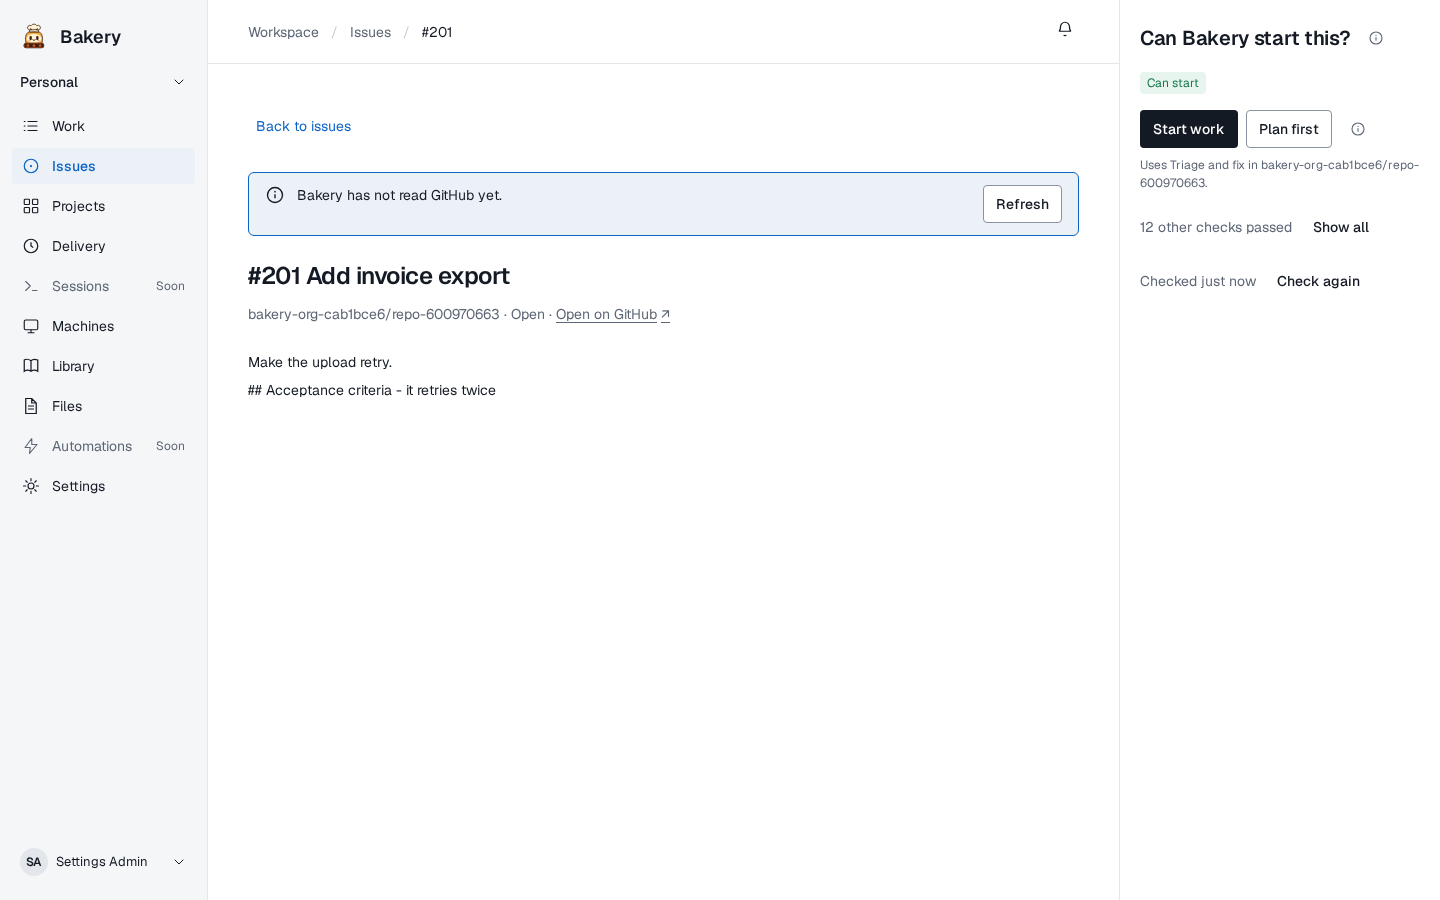 Bakery
Personal
Work
Issues
Projects
Delivery
Sessions Soon
Machines
Library
Files
Automations Soon
Settings
SA Settings Admin
Workspace / Issues / #201
Back to issues
Bakery has not read GitHub yet.
Refresh
#201 Add invoice export
bakery-org-cab1bce6/repo-600970663 · Open · Open on GitHub ↗
Make the upload retry.
## Acceptance criteria - it retries twice
Can Bakery start this?
Can start
Start work Plan first
Uses Triage and fix in bakery-org-cab1bce6/repo-
600970663.
12 other checks passed Show all
Checked just now Check again